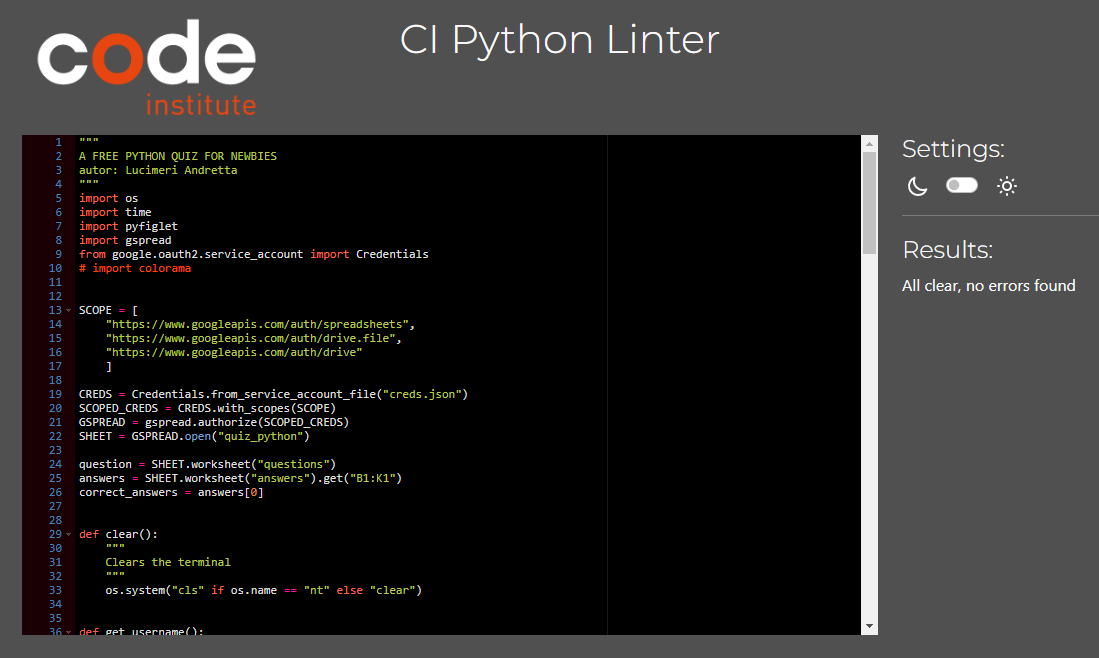 code
institute
CI Python Linter
1 """
2 A FREE PYTHON QUIZ FOR NEWBIES
3 autor: Lucimeri Andretta
4 """
5 import os
6 import time
7 import pyfiglet
8 import gspread
9 from google.oauth2.service_account import Credentials
10 # import colorama
11
12
13 SCOPE = [
14     "https://www.googleapis.com/auth/spreadsheets",
15     "https://www.googleapis.com/auth/drive.file",
16     "https://www.googleapis.com/auth/drive"
17     ]
18
19 CREDS = Credentials.from_service_account_file("creds.json")
20 SCOPED_CREDS = CREDS.with_scopes(SCOPE)
21 GSPREAD = gspread.authorize(SCOPED_CREDS)
22 SHEET = GSPREAD.open("quiz_python")
23
24 question = SHEET.worksheet("questions")
25 answers = SHEET.worksheet("answers").get("B1:K1")
26 correct_answers = answers[0]
27
28
29 def clear():
30     """
31     Clears the terminal
32     """
33     os.system("cls" if os.name == "nt" else "clear")
34
35
36 def get_username():
Settings:
Results:
All clear, no errors found